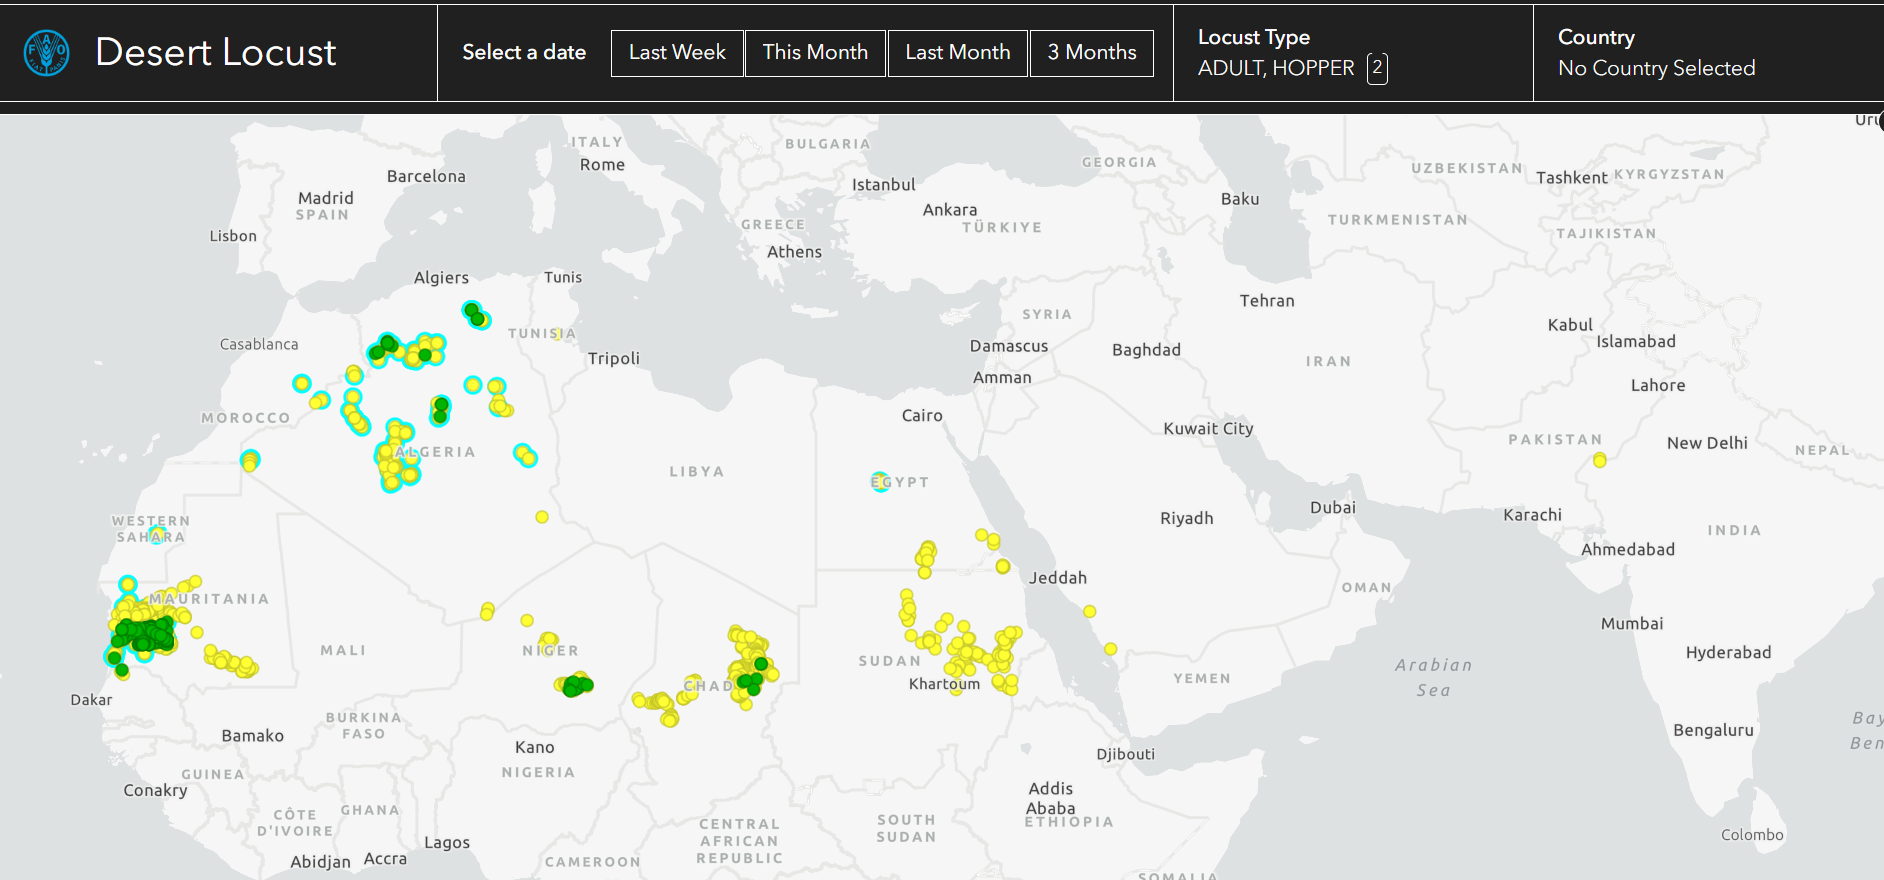 FAO
FIAT PANIS
Desert Locust
Select a date
Last Week
This Month
Last Month
3 Months
Locust Type
ADULT, HOPPER 2
Country
No Country Selected
ITALY
Rome
BULGARIA
GEORGIA
UZBEKISTAN
Tashkent
KYRGYZSTAN
Barcelona
Istanbul
Madrid
SPAIN
Baku
Ankara
TÜRKIYE
TURKMENISTAN
GREECE
TAJIKISTAN
Lisbon
Athens
Algiers
Tunis
Tehran
SYRIA
TUNISIA
Kabul
Casablanca
Islamabad
Damascus
Baghdad
Tripoli
IRAN
Amman
Lahore
MOROCCO
Cairo
Kuwait City
PAKISTAN
New Delhi
NEPAL
ALGERIA
LIBYA
EGYPT
WESTERN
SAHARA
Riyadh
Dubai
Karachi
INDIA
Ahmedabad
Jeddah
OMAN
MAURITANIA
Mumbai
MALI
NIGER
Hyderabad
SUDAN
Arabian
Sea
YEMEN
CHAD
Khartoum
Dakar
BURKINA
FASO
Bamako
Bengaluru
Bay
Ben
Kano
NIGERIA
Djibouti
GUINEA
Conakry
Addis
Ababa
ETHIOPIA
CÔTE
D'IVOIRE
GHANA
CENTRAL
AFRICAN
REPUBLIC
SOUTH
SUDAN
Colombo
Lagos
Abidjan
Accra
CAMEROON
SOMALIA